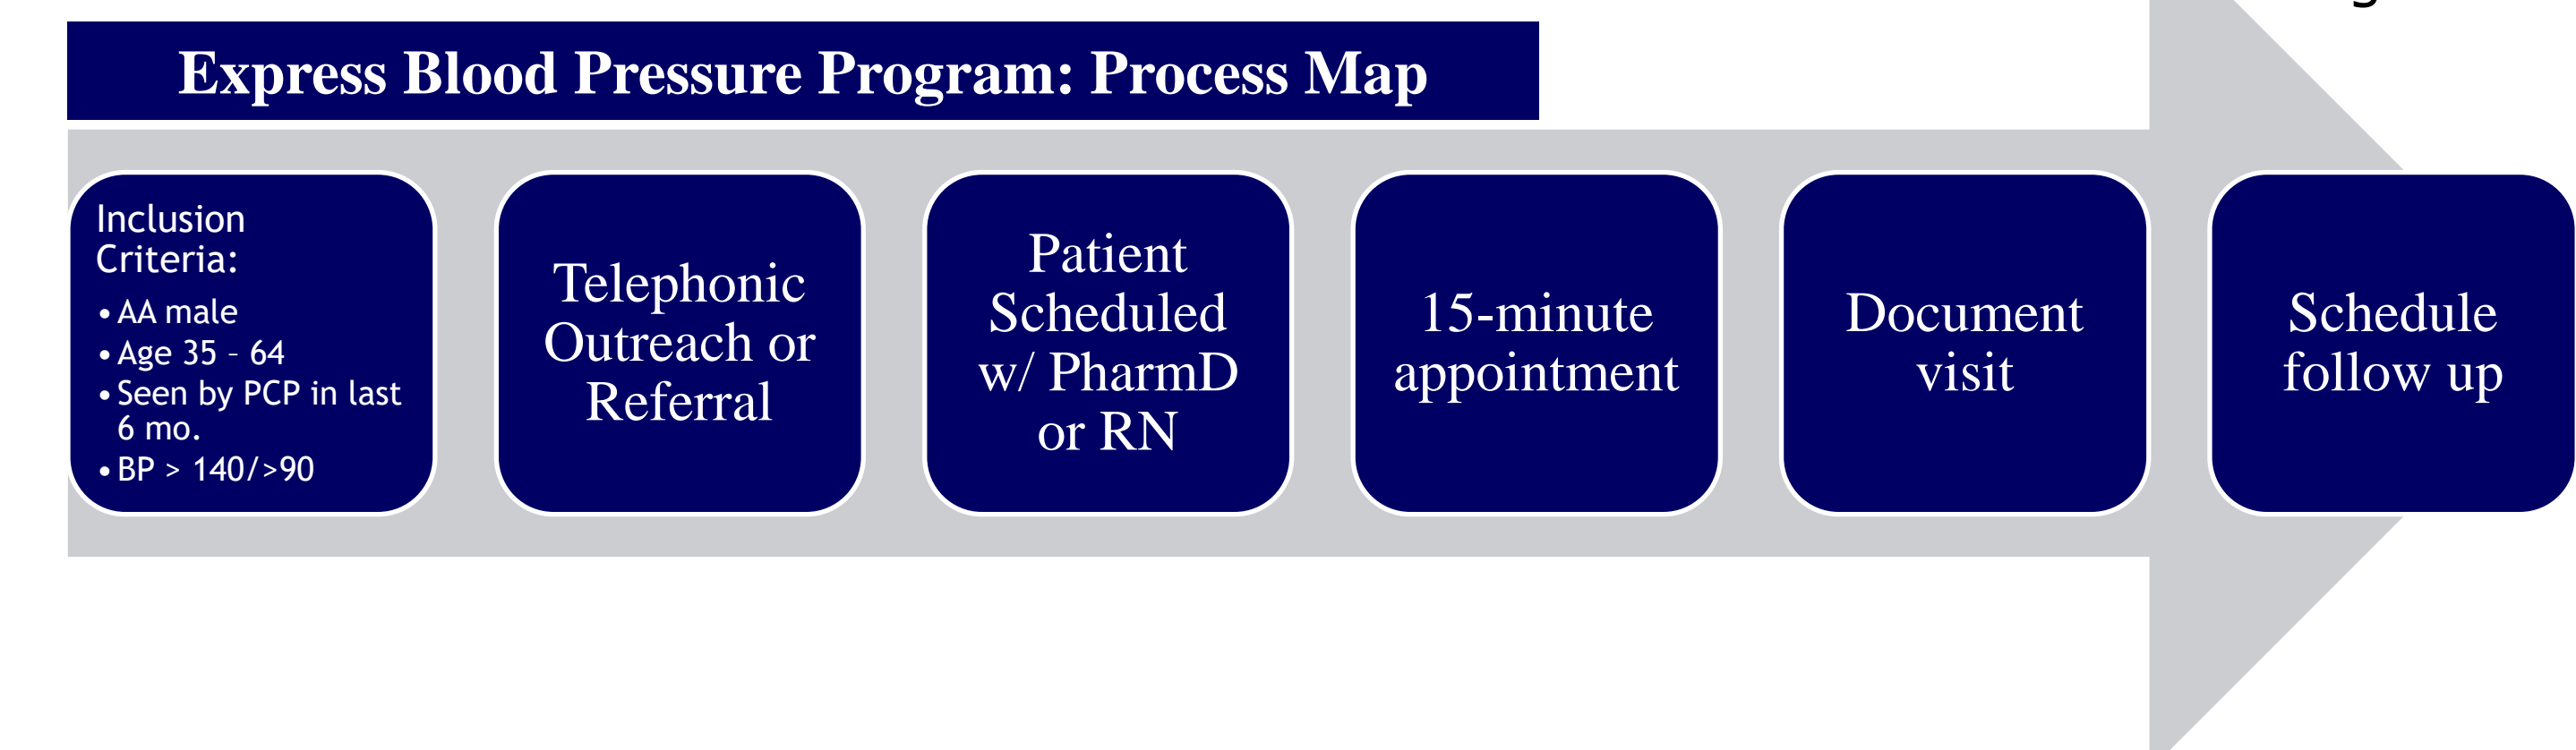 Express Blood Pressure Program: Process Map
Inclusion
Criteria:
• AA male
• Age 35 – 64
• Seen by PCP in last
6 mo.
• BP > 140/>90
Telephonic
Outreach or
Referral
Patient
Scheduled
w/ PharmD
or RN
15-minute
appointment
Document
visit
Schedule
follow up